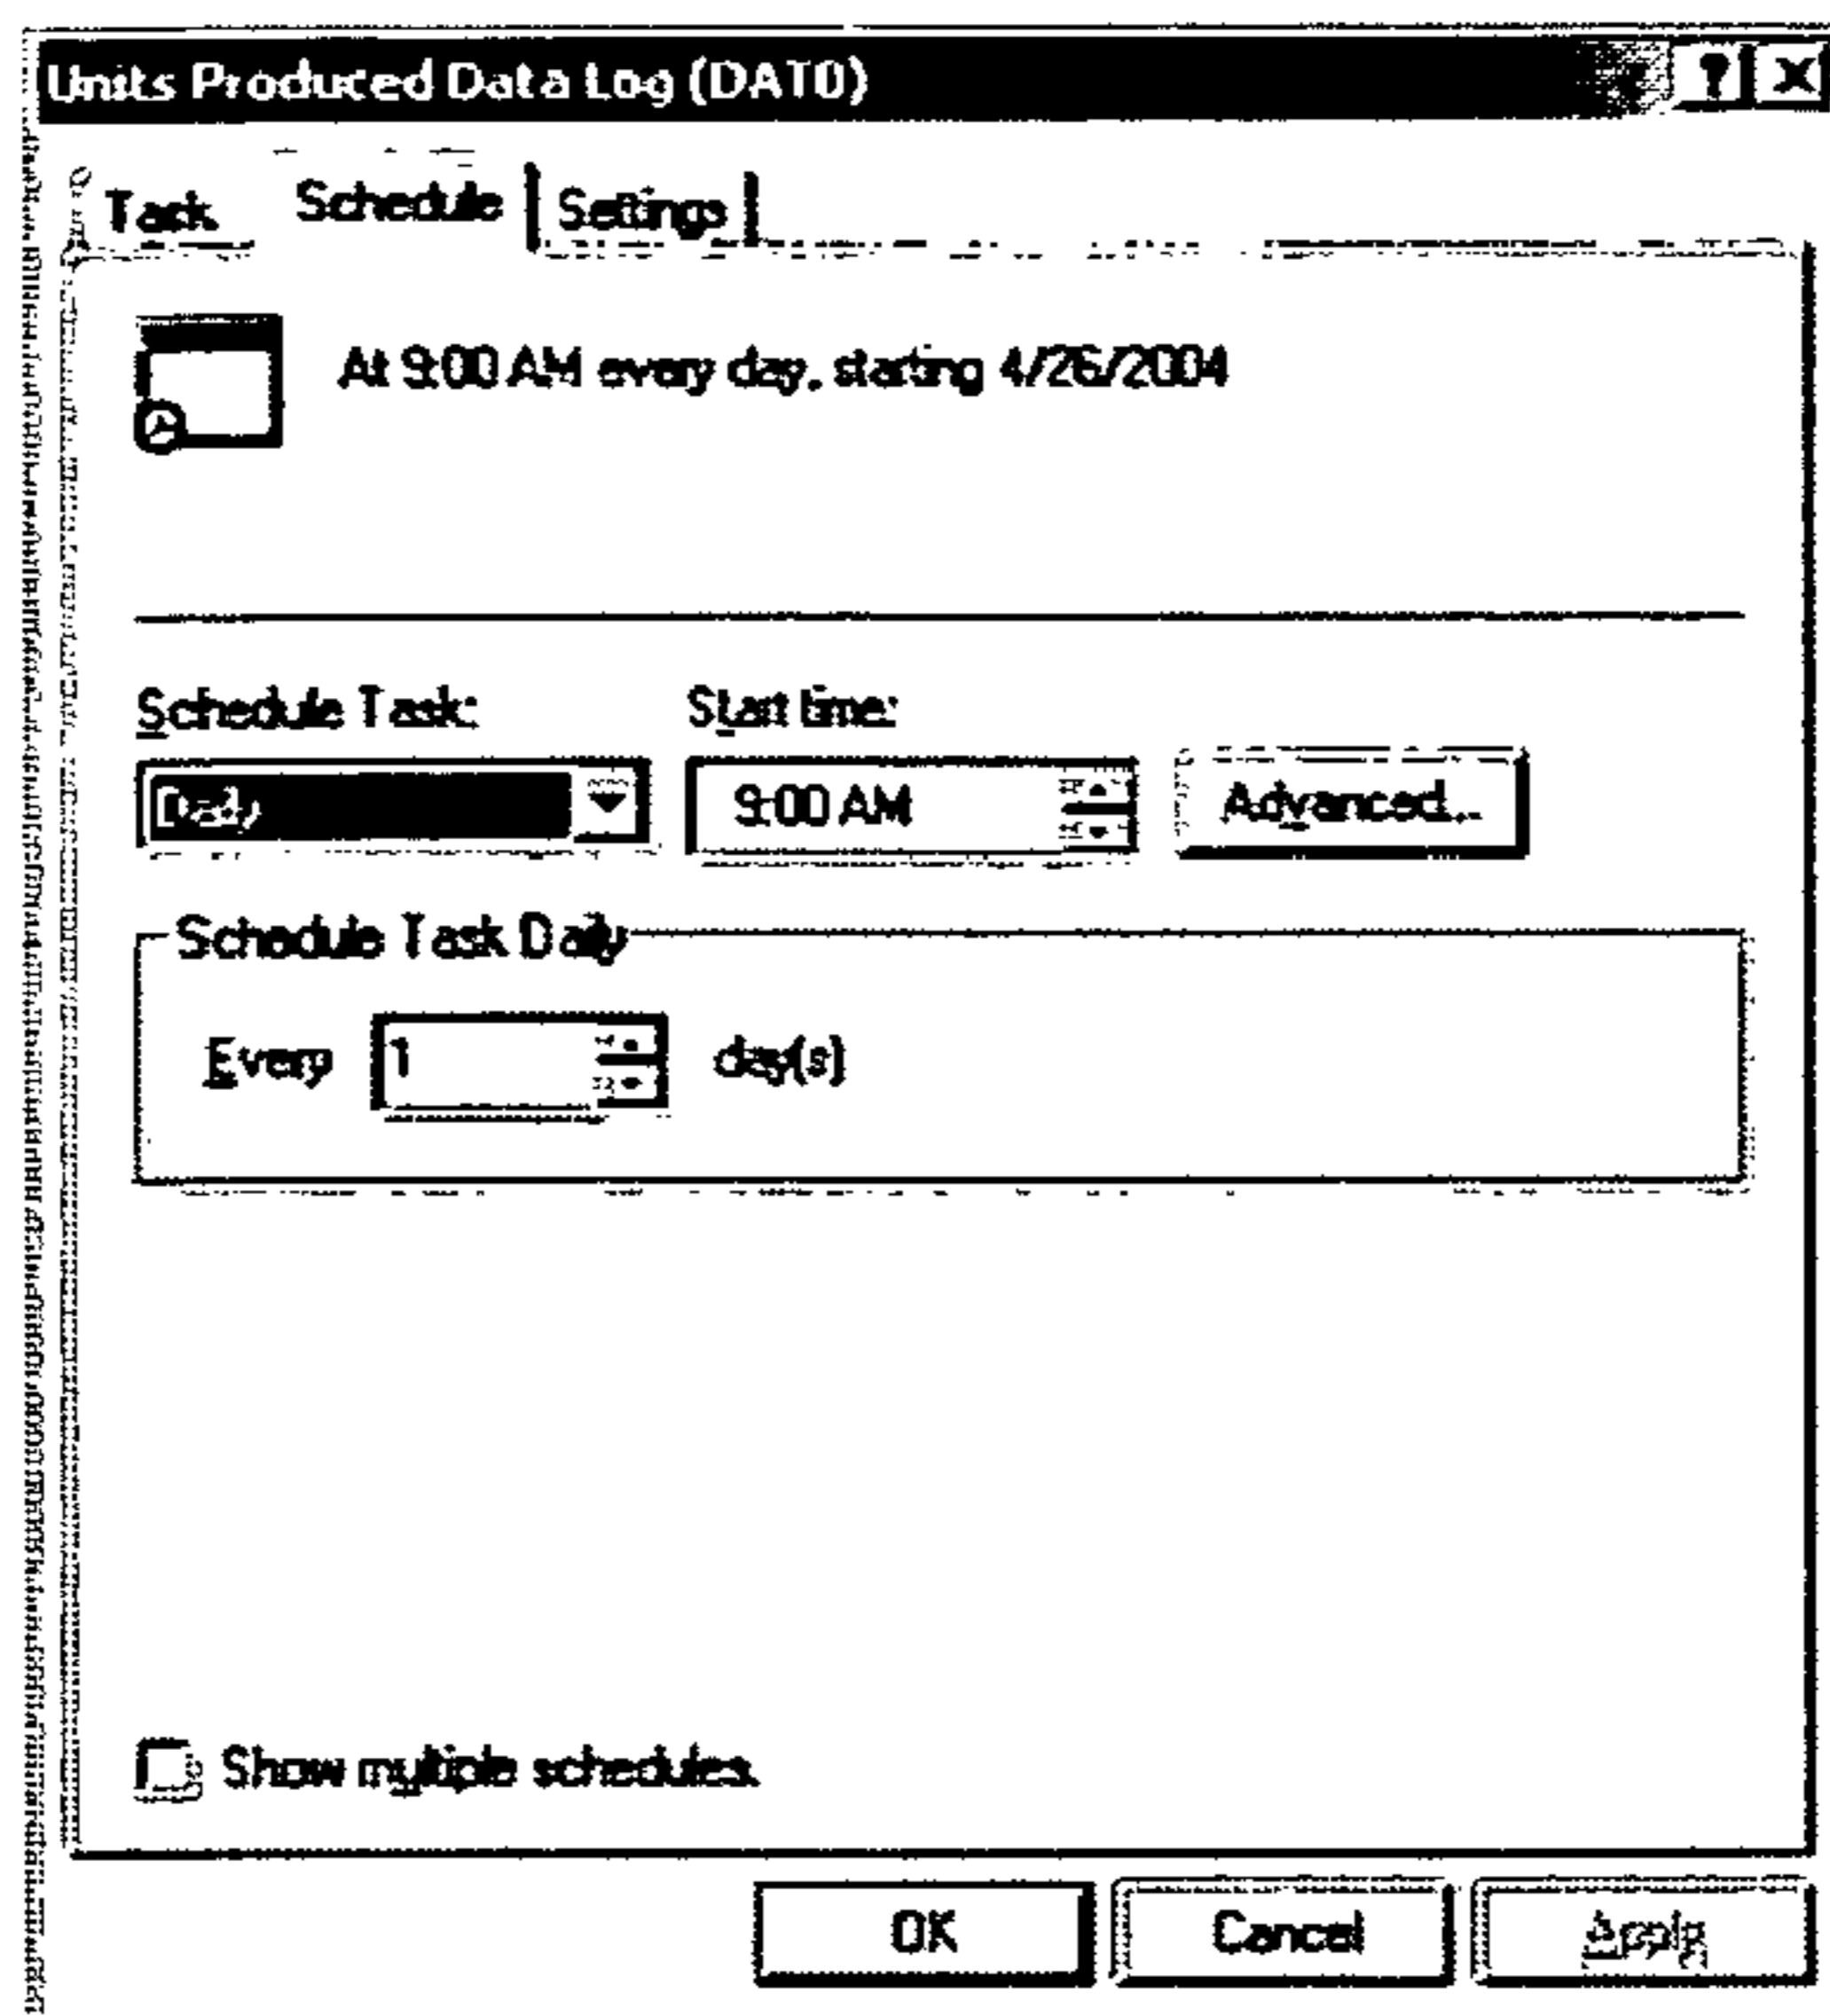 Units Produced Data Log (DAT0)
Task Schedule Settings
At 9:00 AM every day, starting 4/26/2004
Schedule Task: Start time:
Daily 9:00 AM Advanced...
Schedule Task Daily
Every 1 day(s)
Show multiple schedules.
OK Cancel Apply